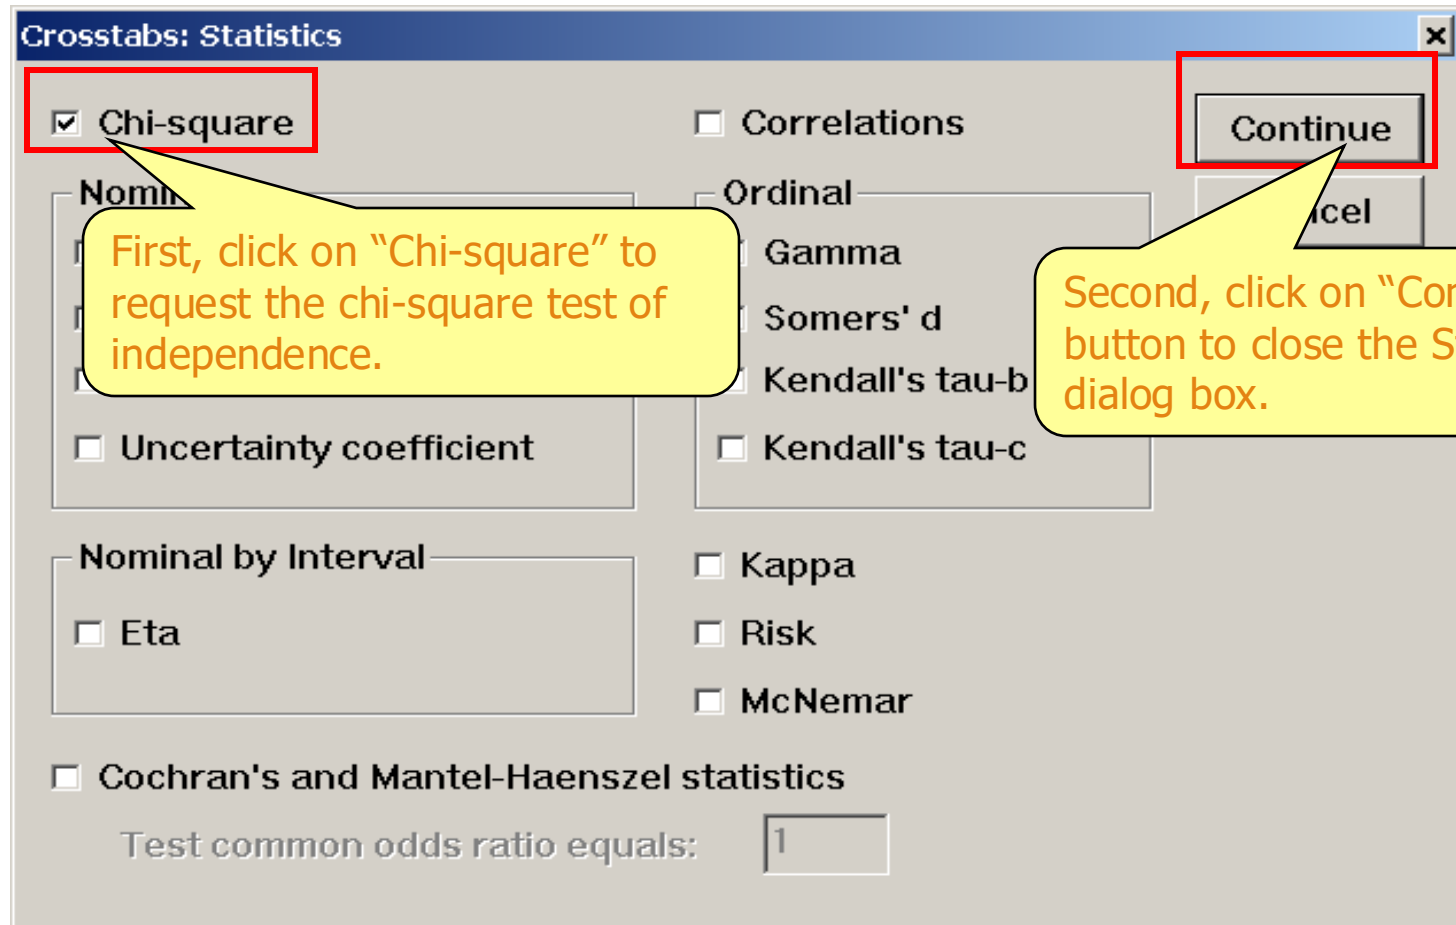 Crosstabs: Statistics
Chi-square
Correlations
Continue
First, click on “Chi-square” to
request the chi-square test of
independence.
Uncertainty coefficient
Ordinal
Gamma
Somers' d
Kendall's tau-b
Kendall's tau-c
Second, click on
button to close the
dialog box.
Nominal by Interval
Eta
Kappa
Risk
McNemar
Cochran's and Mantel-Haenszel statistics
Test common odds ratio equals: 1